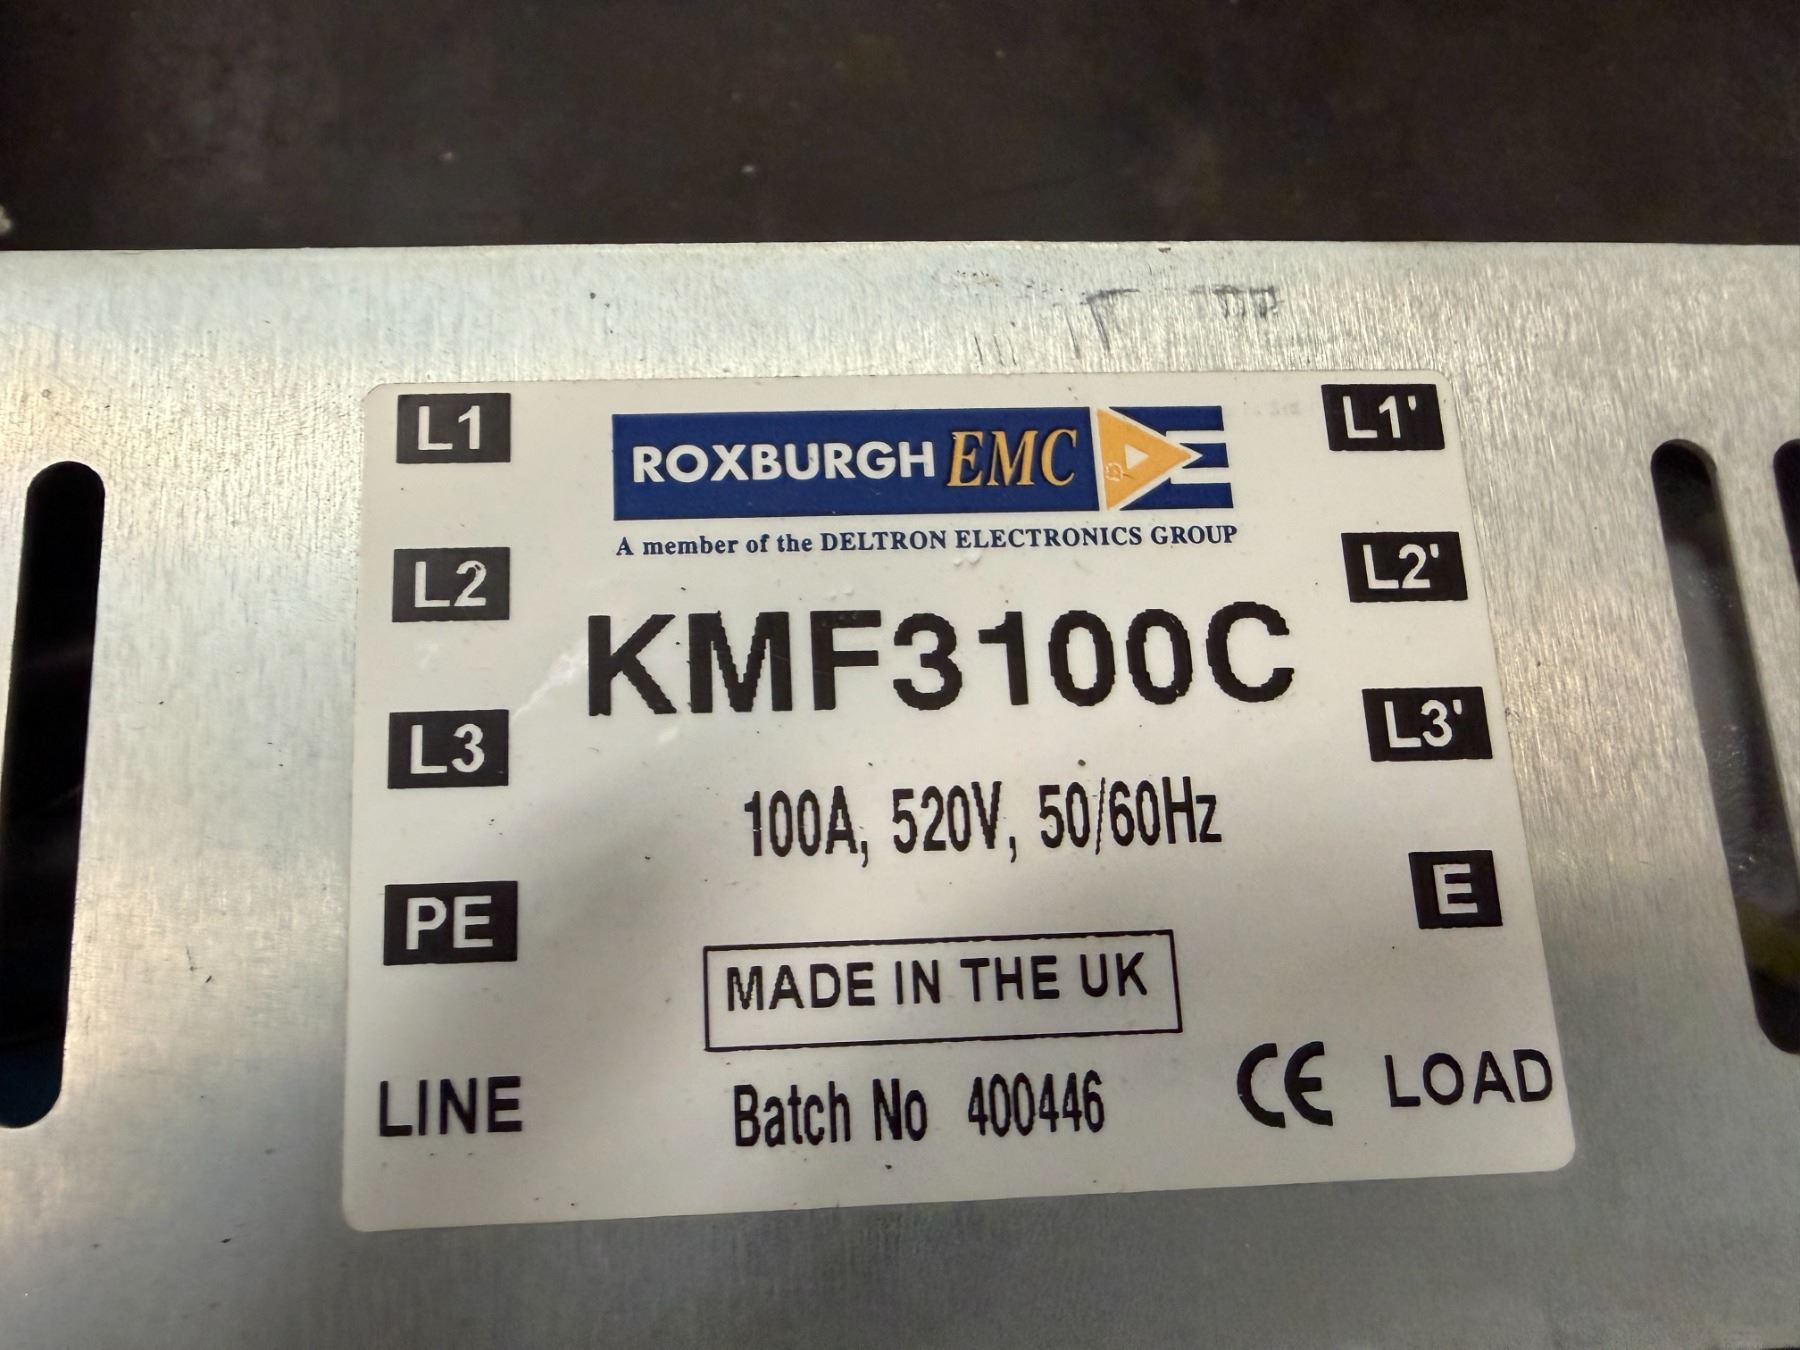 L1
ROXBURGH EMC
L1'
A member of the DELTRON ELECTRONICS GROUP
L2
L2'
KMF3100C
L3
L3'
100A, 520V, 50/60Hz
PE
E
MADE IN THE UK
LINE
Batch No 400446
CE
LOAD